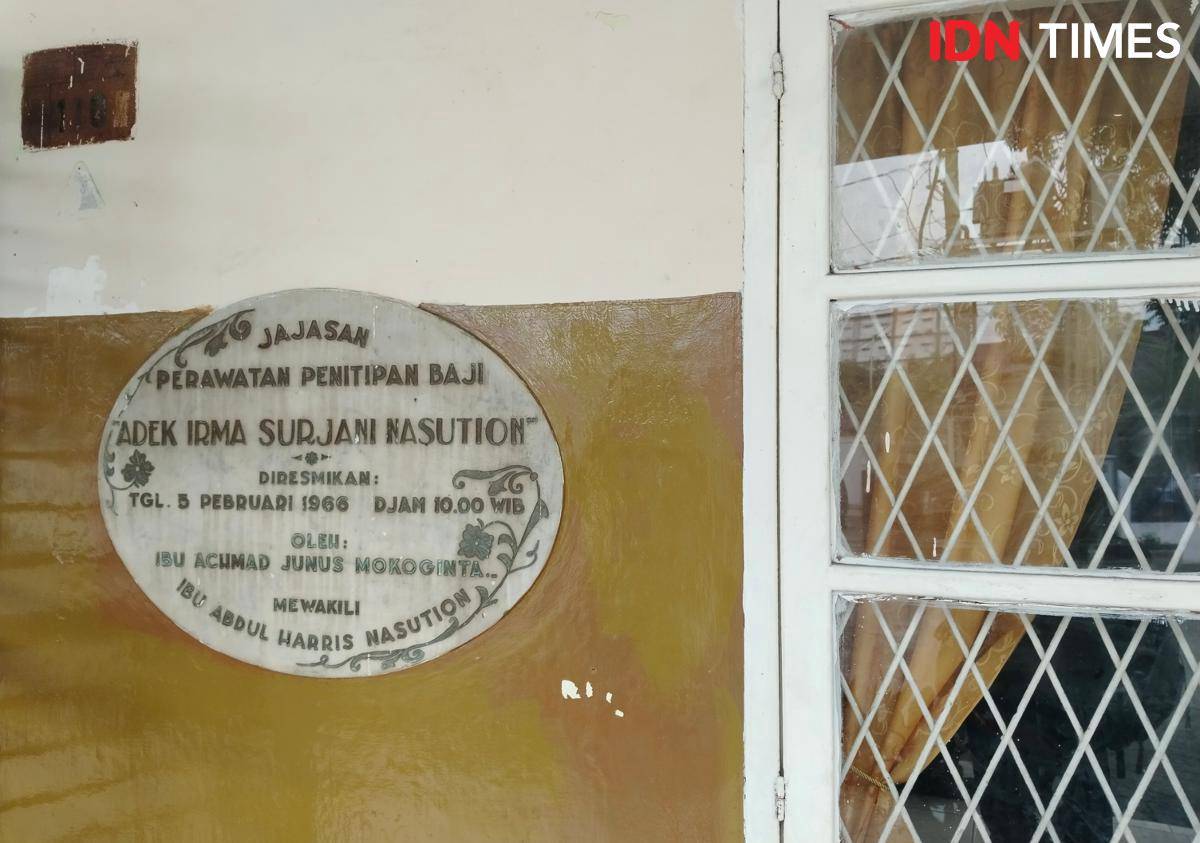 IDN TIMES
JAJASAN
PERAWATAN PENITIPAN BAJI
"ADEK IRMA SURJANI NASUTION"
DIRESMIKAN:
TGL. 5 PEBRUARI 1966 DJAM 10.00 WIB
OLEH:
IBU ACHMAD JUNUS MOKOGINTA..
MEWAKILI
IBU ABDUL HARRIS NASUTION